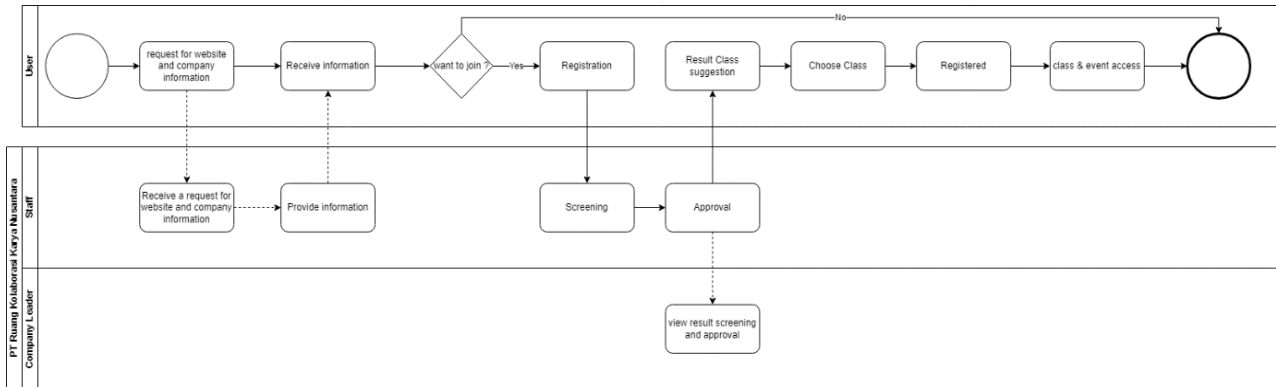 No
User
request for website
and company
information
Receive information
want to join ?
Yes
Registration
Result Class
suggestion
Choose Class
Registered
class & event access
PT Ruang Kolaborasi Karya Nusantara
Staff
Receive a request for
website and company
information
Provide information
Screening
Approval
Company Leader
view result screening
and approval